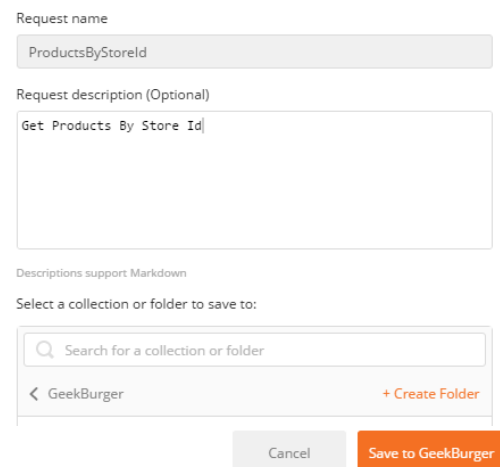 Request name
ProductsByStoreId
Request description (Optional)
Get Products By Store Id
Descriptions support Markdown
Select a collection or folder to save to:
Search for a collection or folder
GeekBurger + Create Folder
Cancel Save to GeekBurger